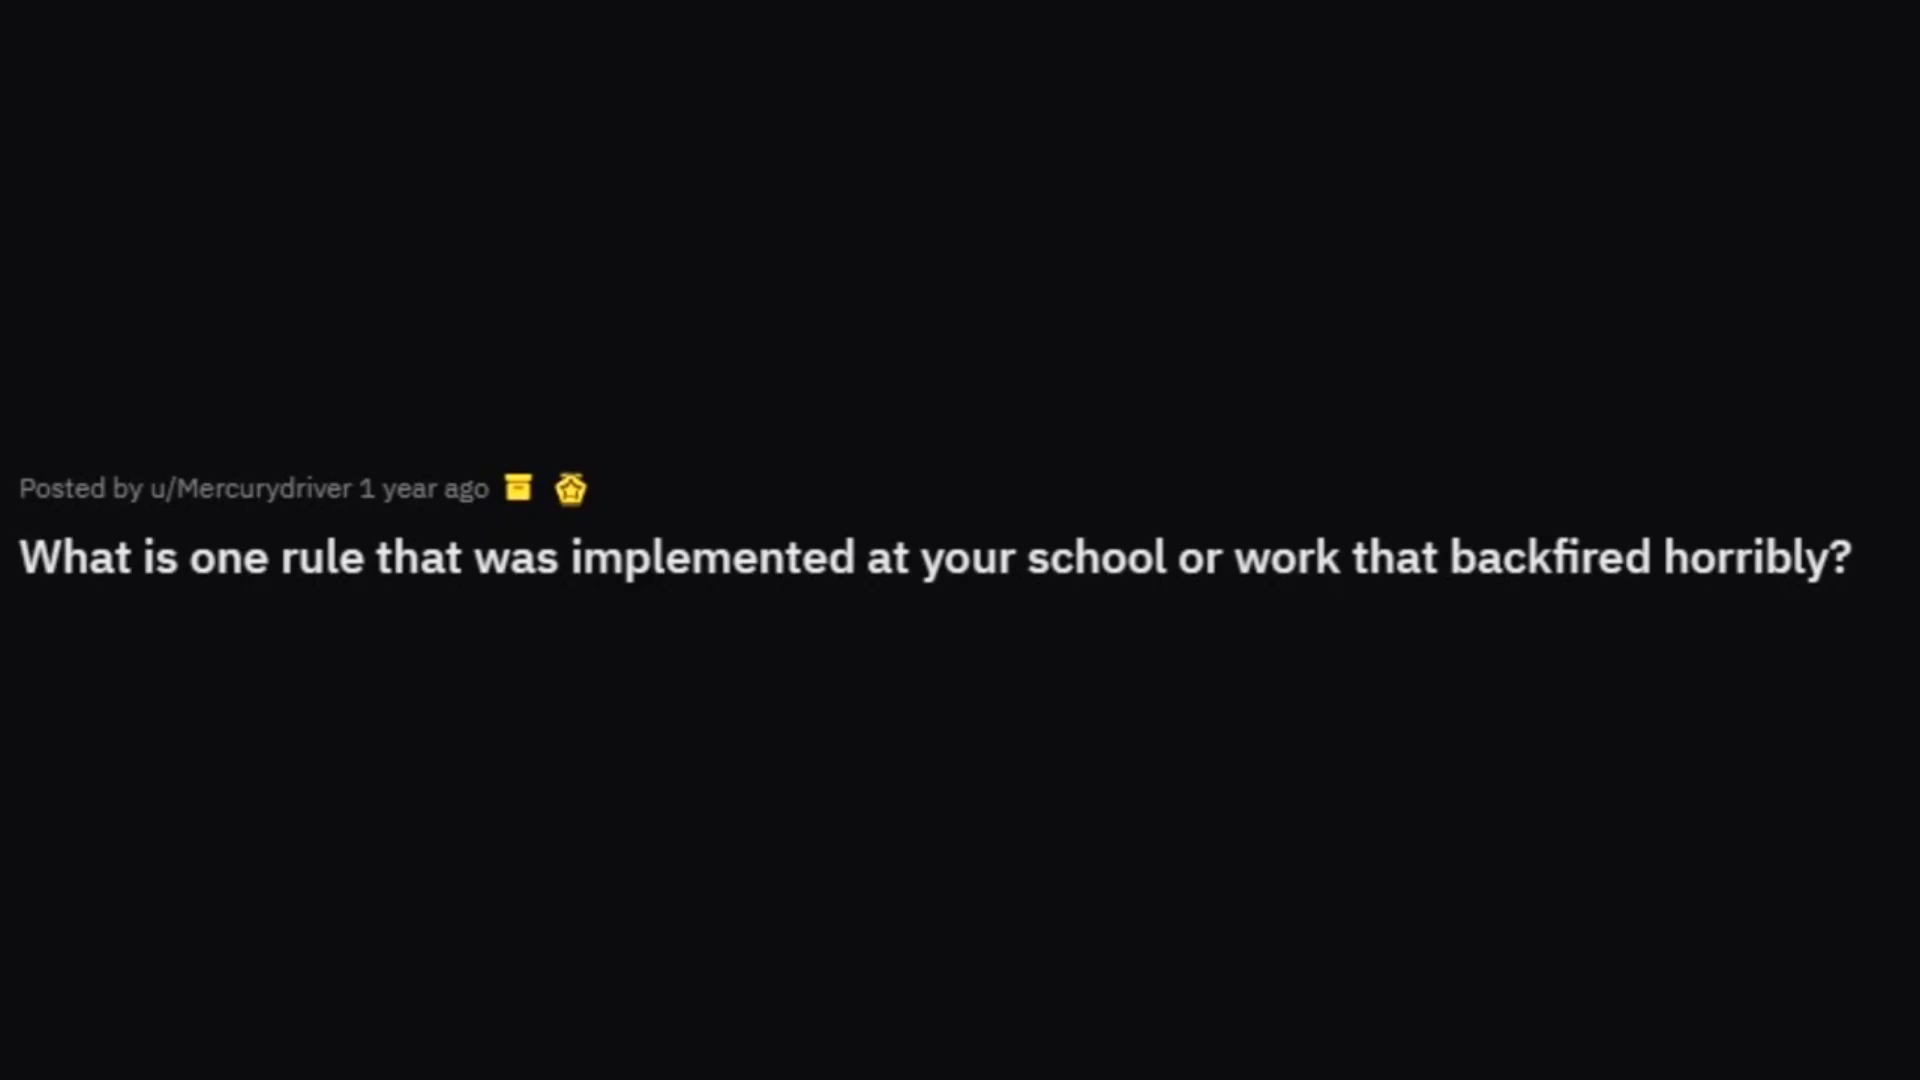 Posted by u/Mercurydriver 1 year ago
What is one rule that was implemented at your school or work that backfired horribly?